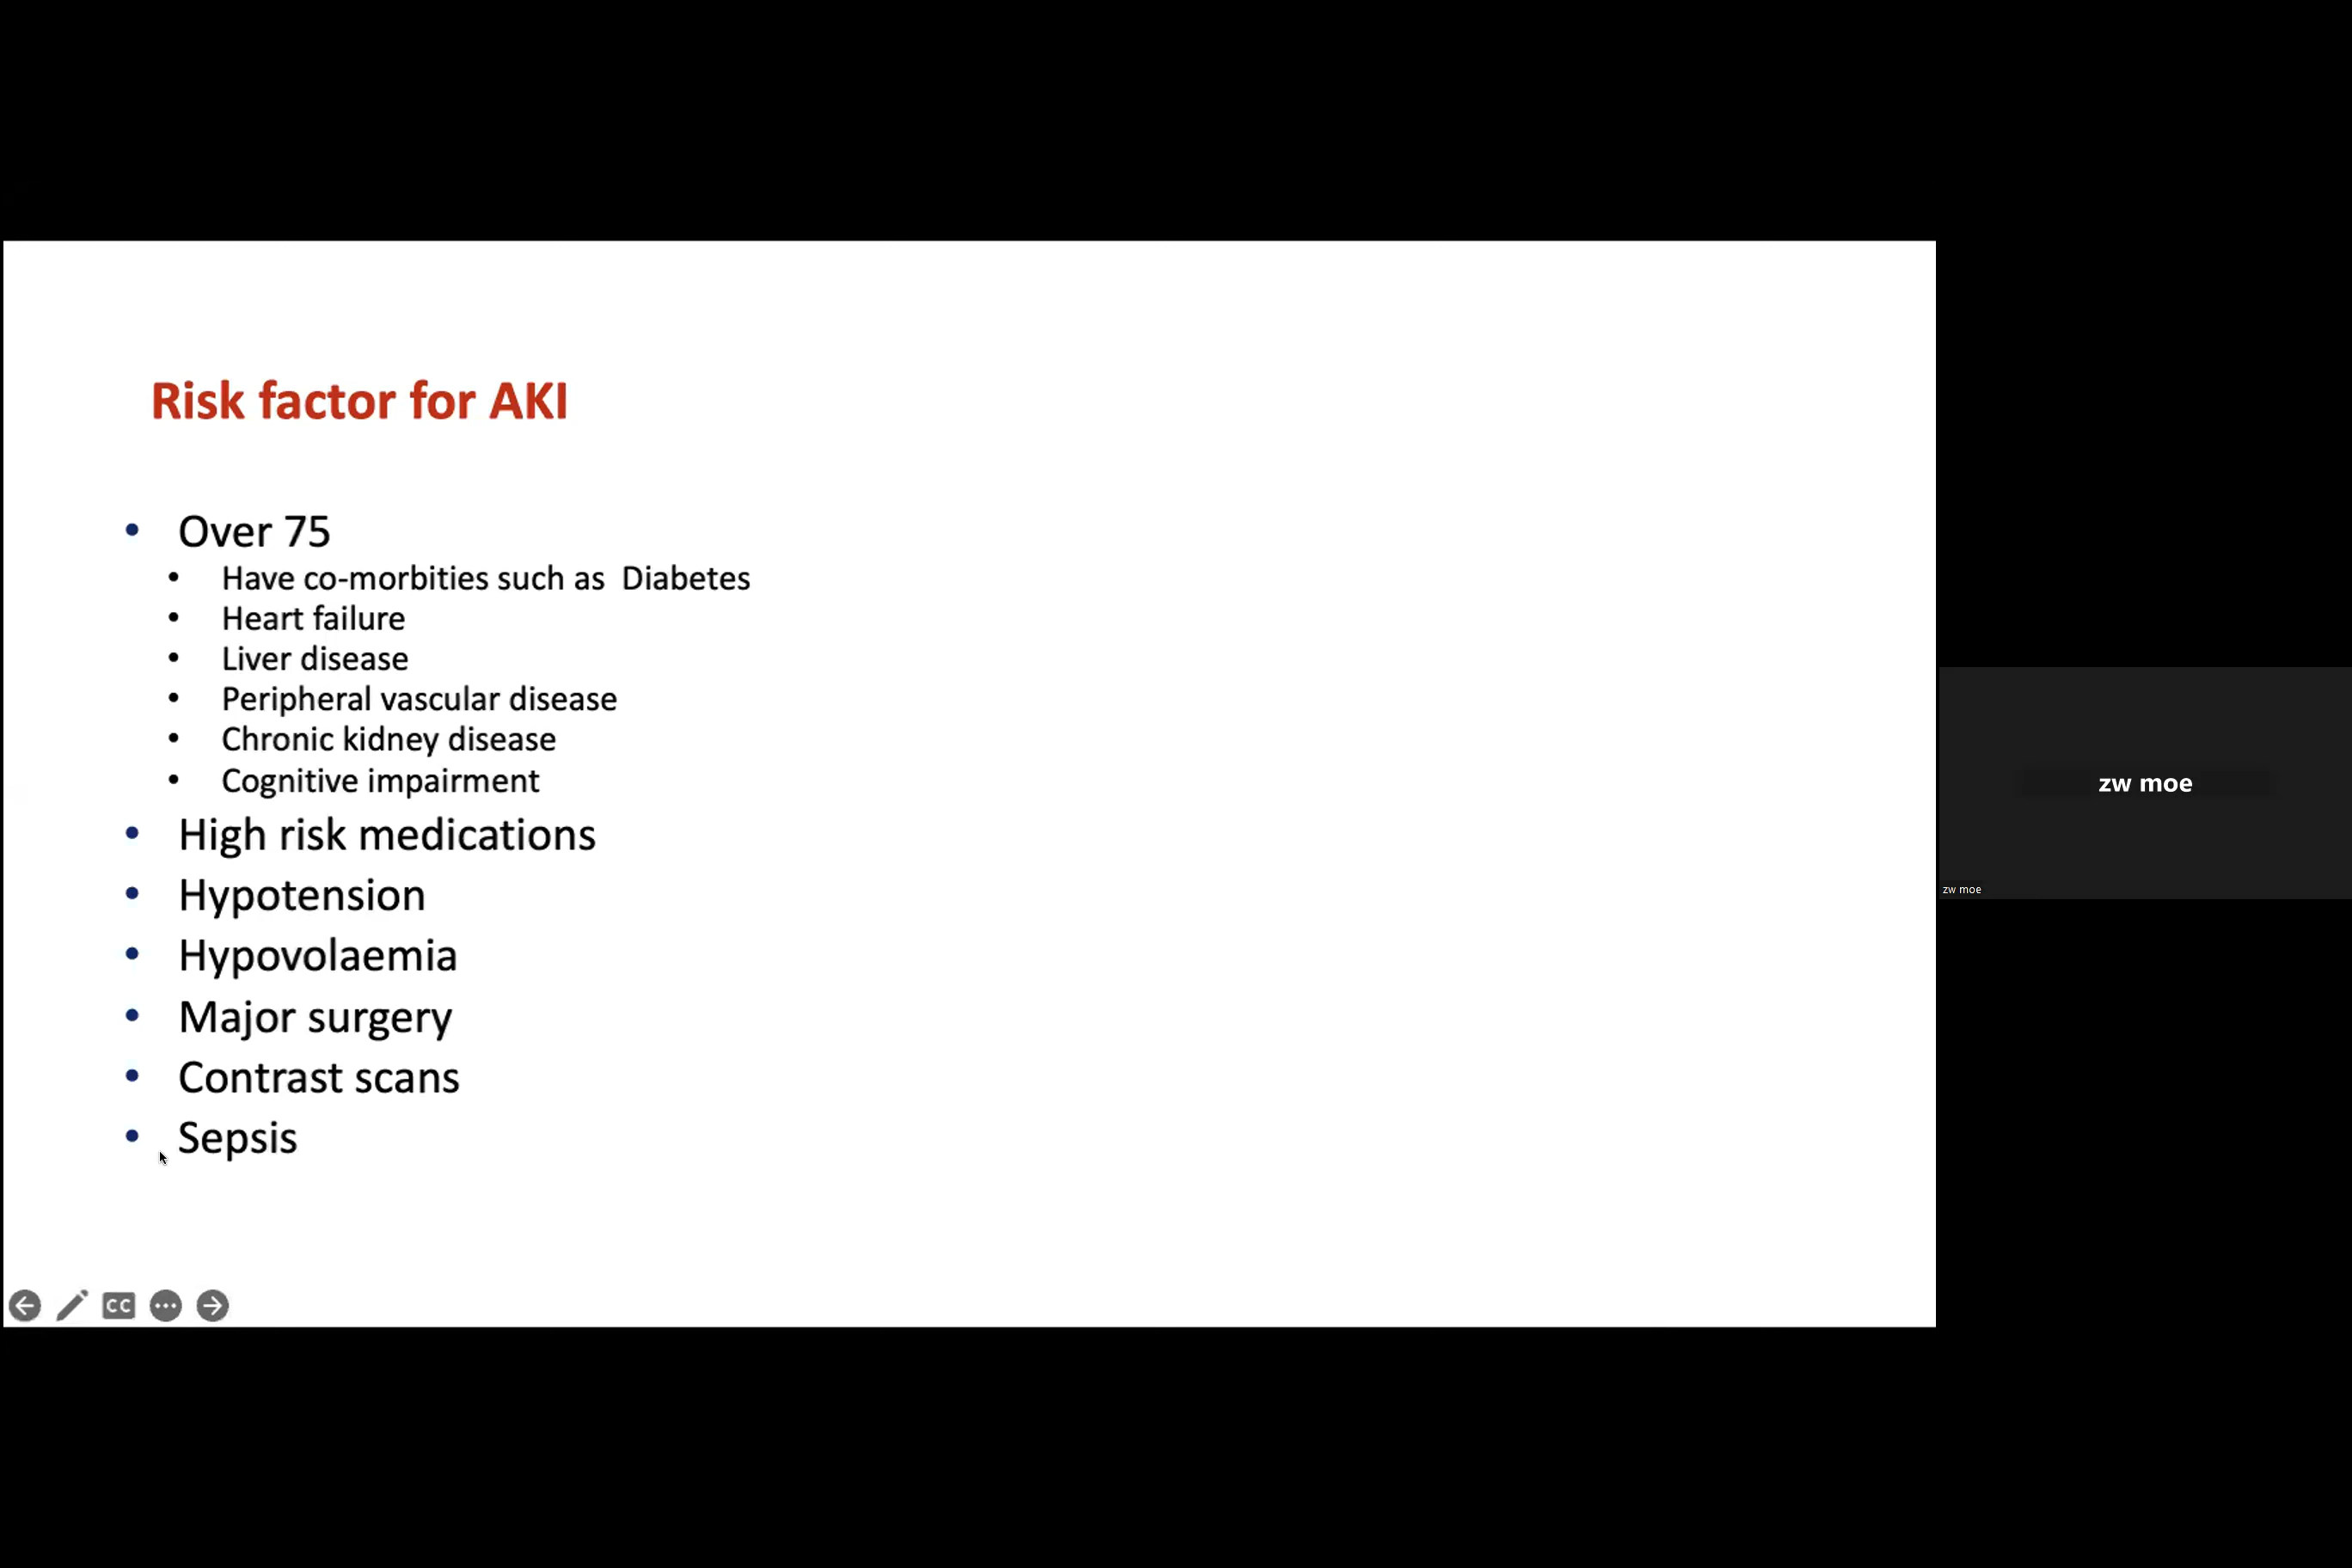 Risk factor for AKI
• Over 75
• Have co-morbities such as  Diabetes
• Heart failure
• Liver disease
• Peripheral vascular disease
• Chronic kidney disease
• Cognitive impairment
• High risk medications
• Hypotension
• Hypovolaemia
• Major surgery
• Contrast scans
• Sepsis
CC
zw moe
zw moe